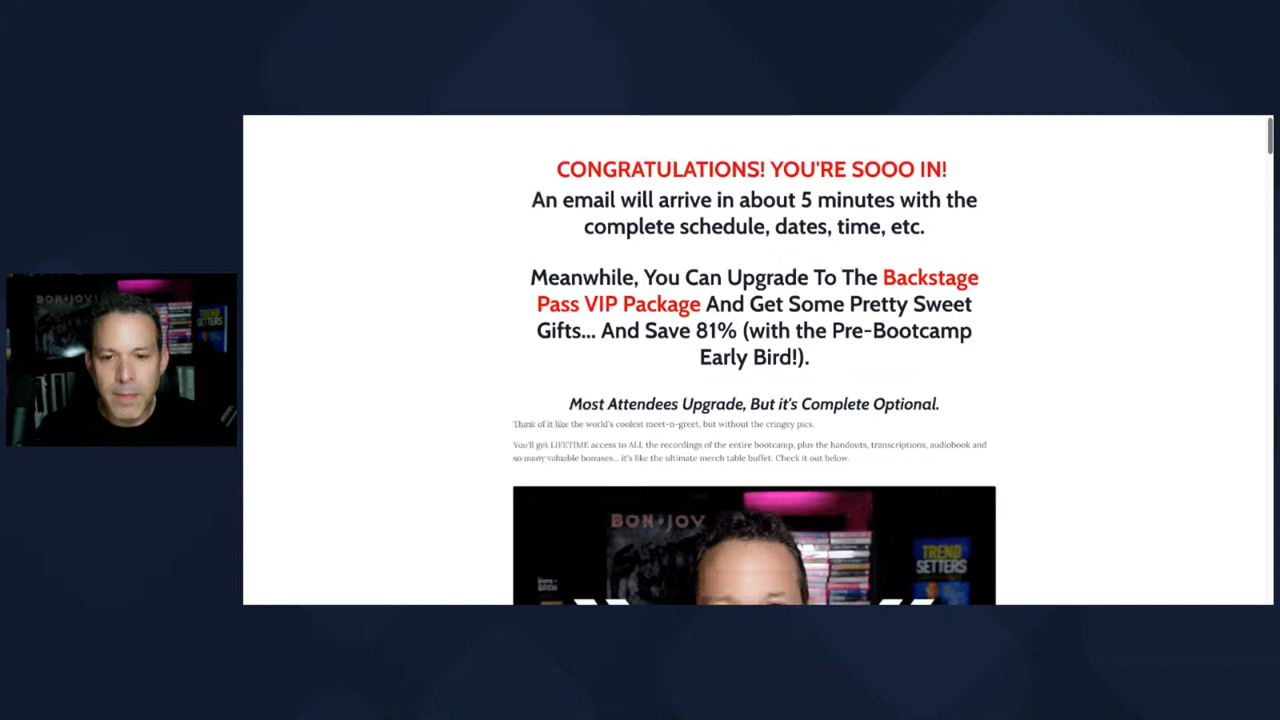 CONGRATULATIONS! YOU'RE SOOO IN!
An email will arrive in about 5 minutes with the
complete schedule, dates, time, etc.
Meanwhile, You Can Upgrade To The Backstage
Pass VIP Package And Get Some Pretty Sweet
Gifts... And Save 81% (with the Pre-Bootcamp
Early Bird!).
Most Attendees Upgrade, But it's Complete Optional.
Think of it like the world's coolest meet-n-greet, but without the cringey pics.
You'll get LIFETIME access to ALL the recordings of the entire bootcamp, plus the handouts, transcriptions, audiobook and
so many valuable bonuses... it's like the ultimate merch table buffet. Check it out below.
BON JOVI
TREND
SETTERS
BON JOV
TREND
SETTERS
BREW